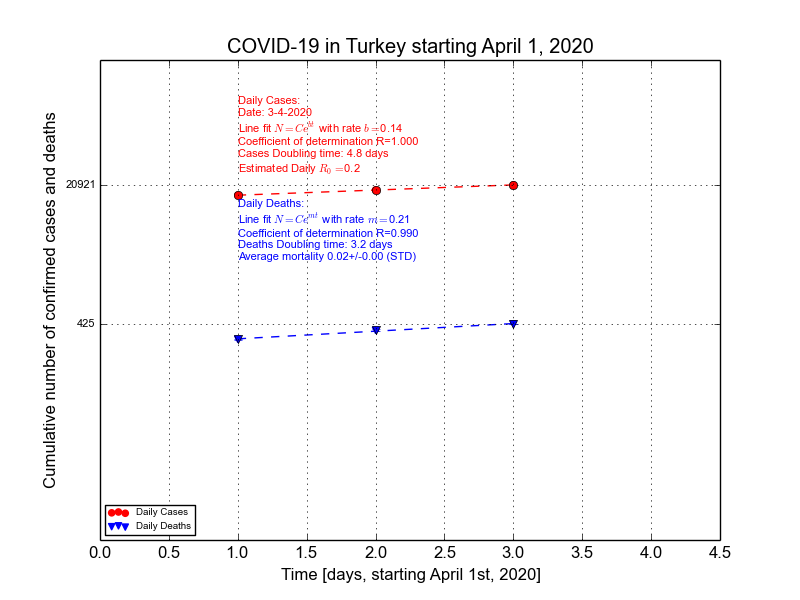 COVID-19 in Turkey starting April 1, 2020
Cumulative number of confirmed cases and deaths
Daily Cases:
Date: 3-4-2020
Line fit N=Ce^{bt} with rate b=0.14
Coefficient of determination R=1.000
Cases Doubling time: 4.8 days
Estimated Daily R_0=0.2
20921
Daily Deaths:
Line fit N=Ce^{mt} with rate m=0.21
Coefficient of determination R=0.990
Deaths Doubling time: 3.2 days
Average mortality 0.02+/-0.00 (STD)
425
Daily Cases
Daily Deaths
0.0 0.5 1.0 1.5 2.0 2.5 3.0 3.5 4.0 4.5
Time [days, starting April 1st, 2020]